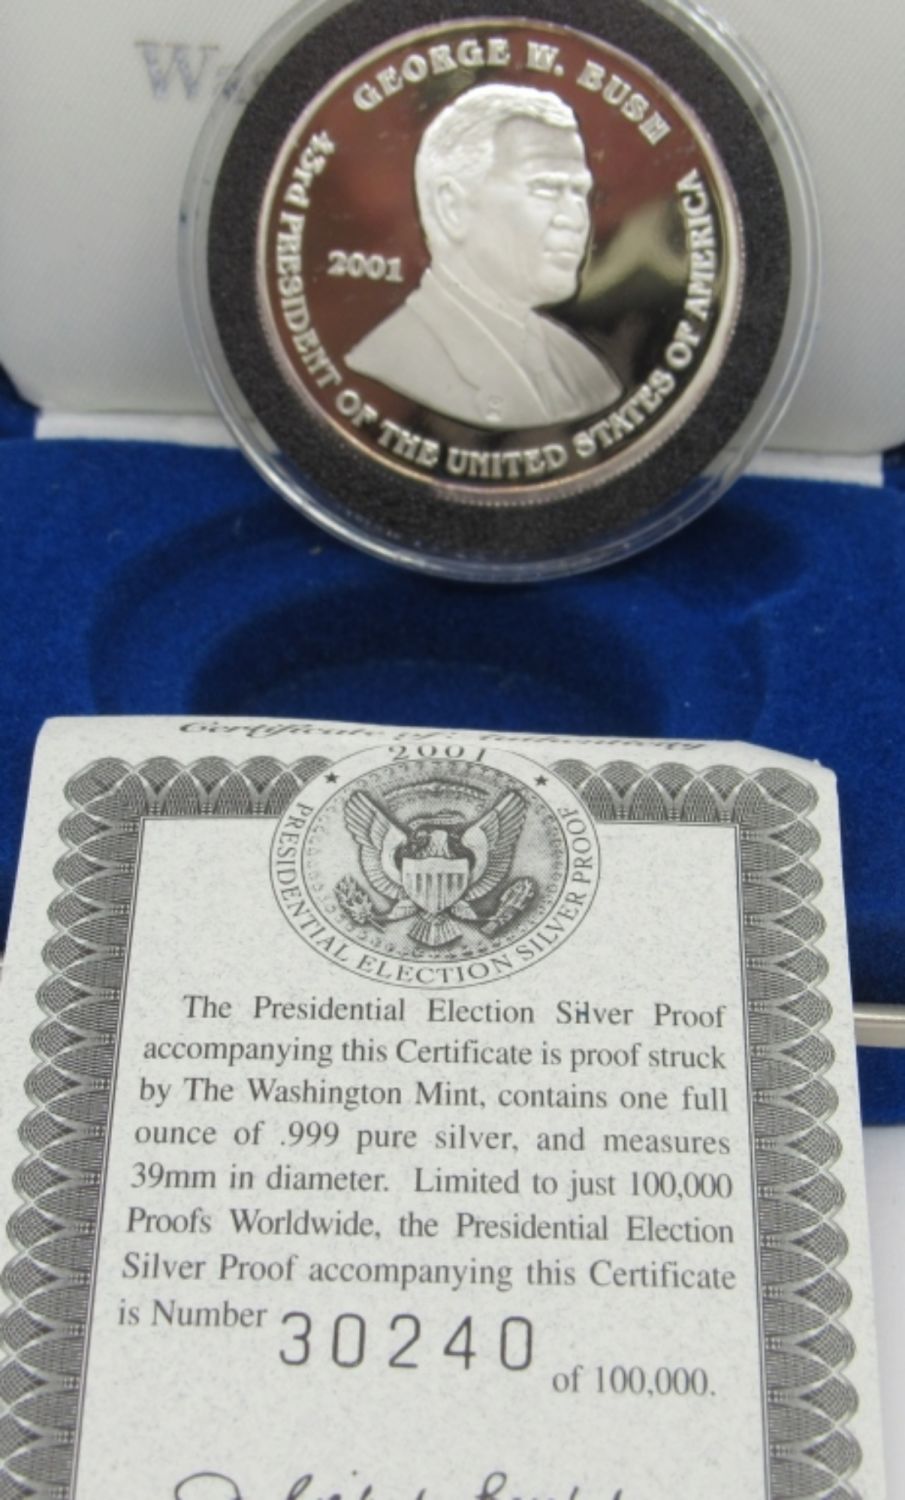 GEORGE W. BUSH
43rd PRESIDENT OF THE UNITED STATES OF AMERICA
2001
Certificate of Authenticity
2001
PRESIDENTIAL ELECTION SILVER PROOF
The Presidential Election Silver Proof
accompanying this Certificate is proof struck
by The Washington Mint, contains one full
ounce of .999 pure silver, and measures
39mm in diameter. Limited to just 100,000
Proofs Worldwide, the Presidential Election
Silver Proof accompanying this Certificate
is Number 30240
of 100,000.